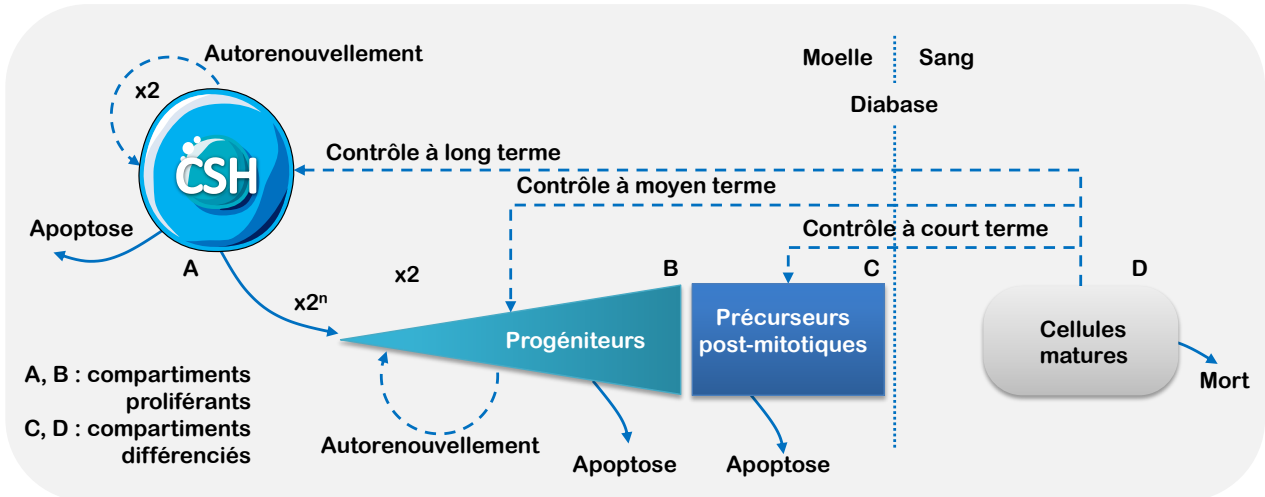 Autorenouvellement
x2
CSH
Apoptose
A
x2ⁿ
Moelle
Sang
Diabase
Contrôle à long terme
Contrôle à moyen terme
Contrôle à court terme
x2
B
C
D
Progéniteurs
Précurseurs
post-mitotiques
Cellules
matures
Mort
Autorenouvellement
Apoptose
Apoptose
A, B : compartiments
proliférants
C, D : compartiments
différenciés